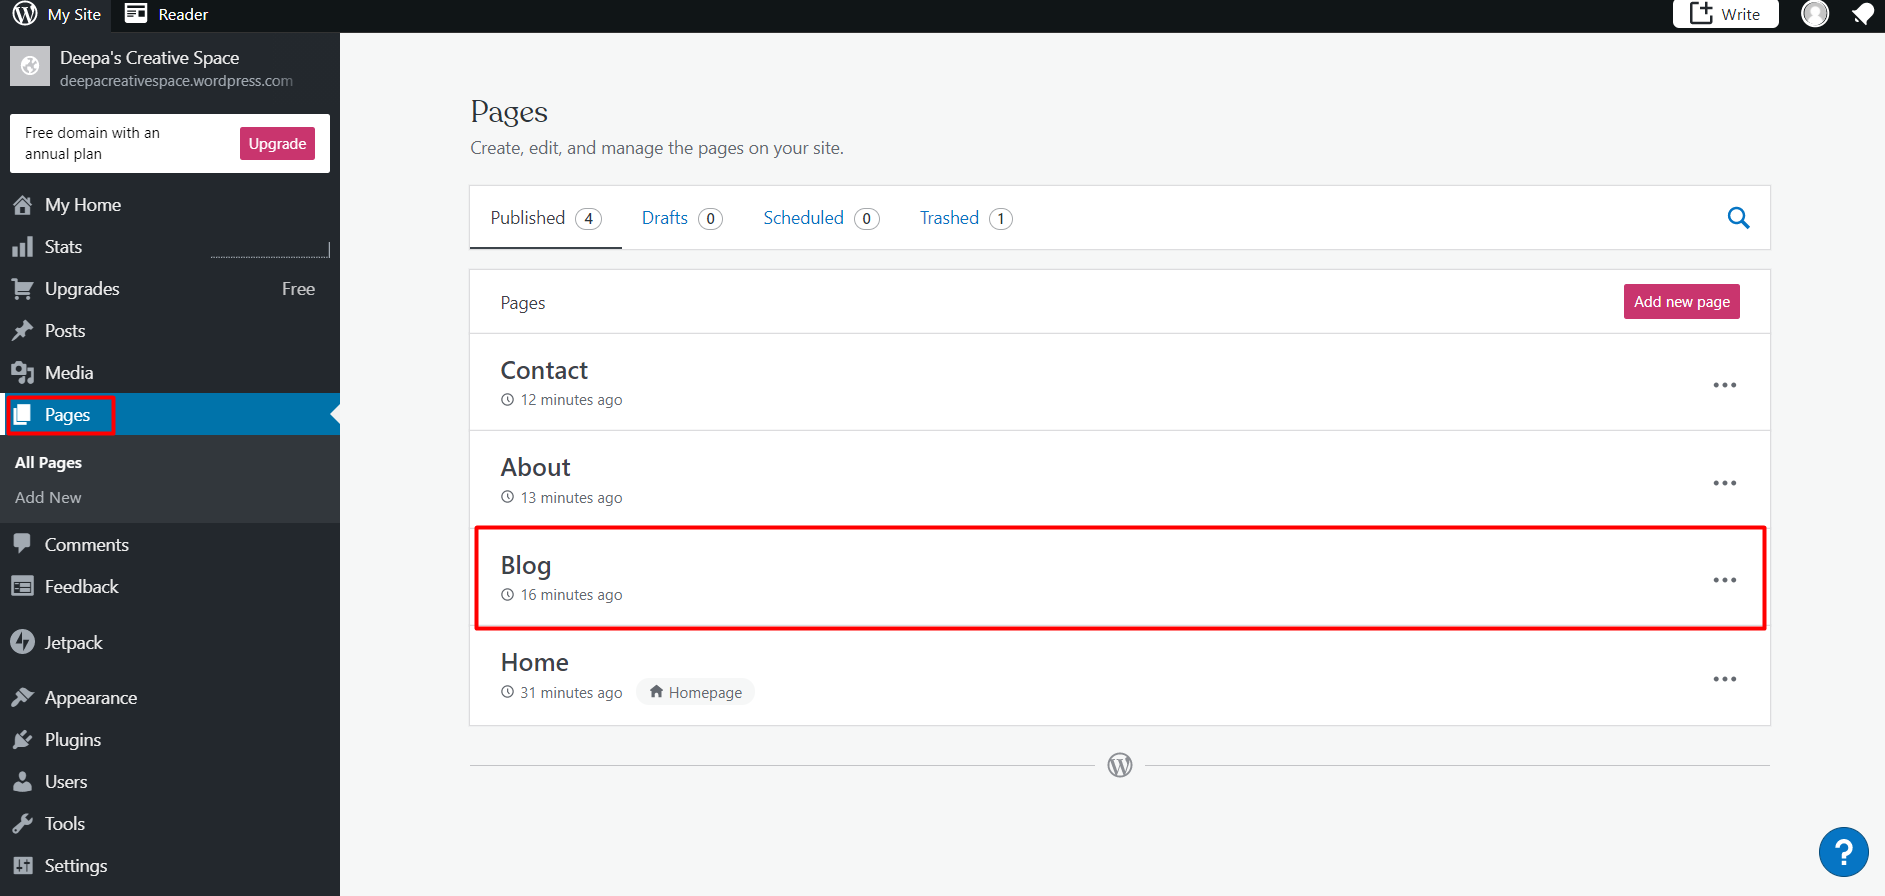 My Site
Reader
Write
Deepa's Creative Space
deepacreativespace.wordpress.com
Free domain with an
annual plan
Upgrade
My Home
Stats
Upgrades Free
Posts
Media
Pages
All Pages
Add New
Comments
Feedback
Jetpack
Appearance
Plugins
Users
Tools
Settings
Pages
Create, edit, and manage the pages on your site.
Published 4 Drafts 0 Scheduled 0 Trashed 1
Pages
Add new page
Contact
12 minutes ago
About
13 minutes ago
Blog
16 minutes ago
Home
31 minutes ago Homepage
?